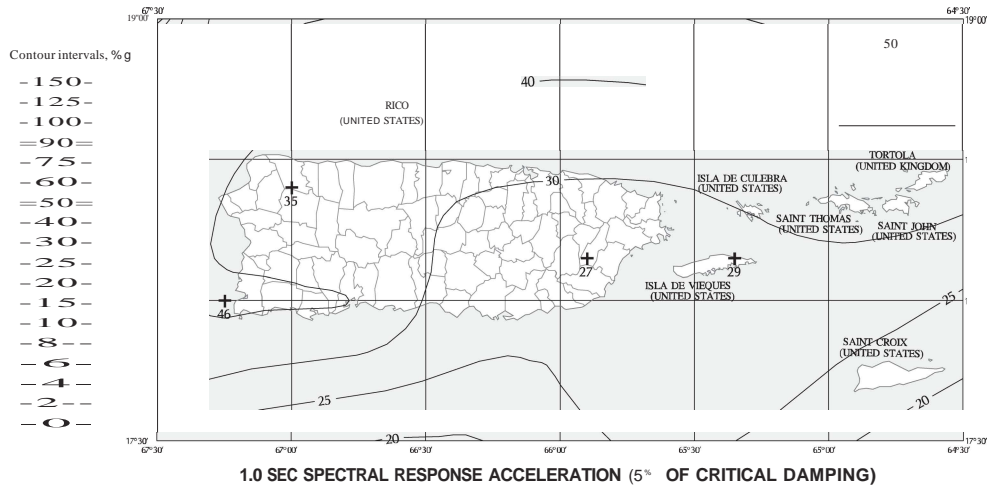 67°30'
64°30'
19°00'
19°00'
Contour intervals, % g
150
125
100
90
75
60
50
40
30
25
20
15
10
8
6
4
2
0
50
40
RICO
(UNITED STATES)
TORTOLA
(UNITED KINGDOM)
1
30
ISLA DE CULEBRA
(UNITED STATES)
35
SAINT THOMAS
(UNITED STATES)
SAINT JOHN
(UNITED STATES)
27
29
ISLA DE VIEQUES
(UNITED STATES)
25
1
46
SAINT CROIX
(UNITED STATES)
25
20
20
17°30'
17°30'
67°30'
67°00'
66°30'
66°00'
65°30'
65°00'
64°30'
1.0 SEC SPECTRAL RESPONSE ACCELERATION (5% OF CRITICAL DAMPING)